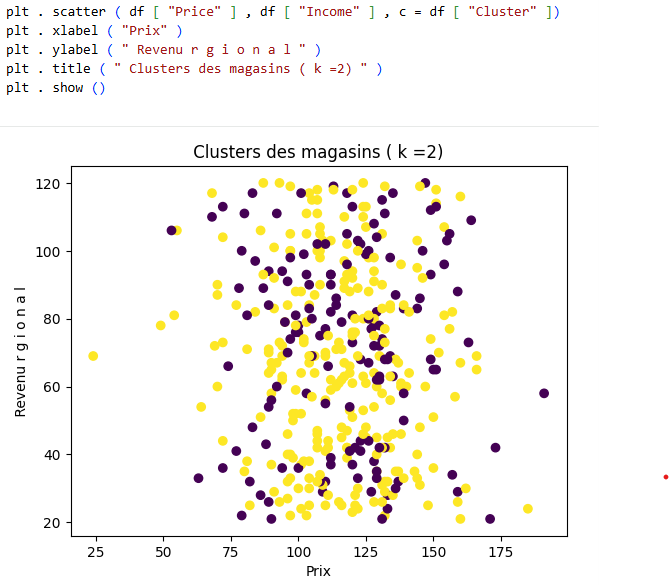 plt . scatter ( df [ "Price" ] , df [ "Income" ] , c = df [ "Cluster" ])
plt . xlabel ( "Prix" )
plt . ylabel ( " Revenu r g i o n a l " )
plt . title ( " Clusters des magasins ( k =2) " )
plt . show ()
Clusters des magasins ( k =2)
120
100
80
60
40
20
Revenu r g i o n a l
25 50 75 100 125 150 175
Prix